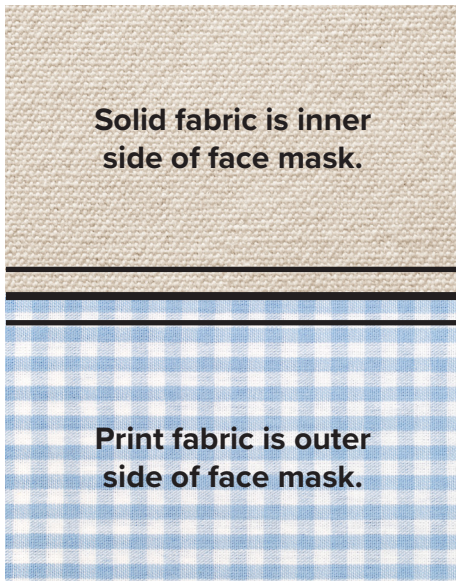 Solid fabric is inner
side of face mask.
Print fabric is outer
side of face mask.